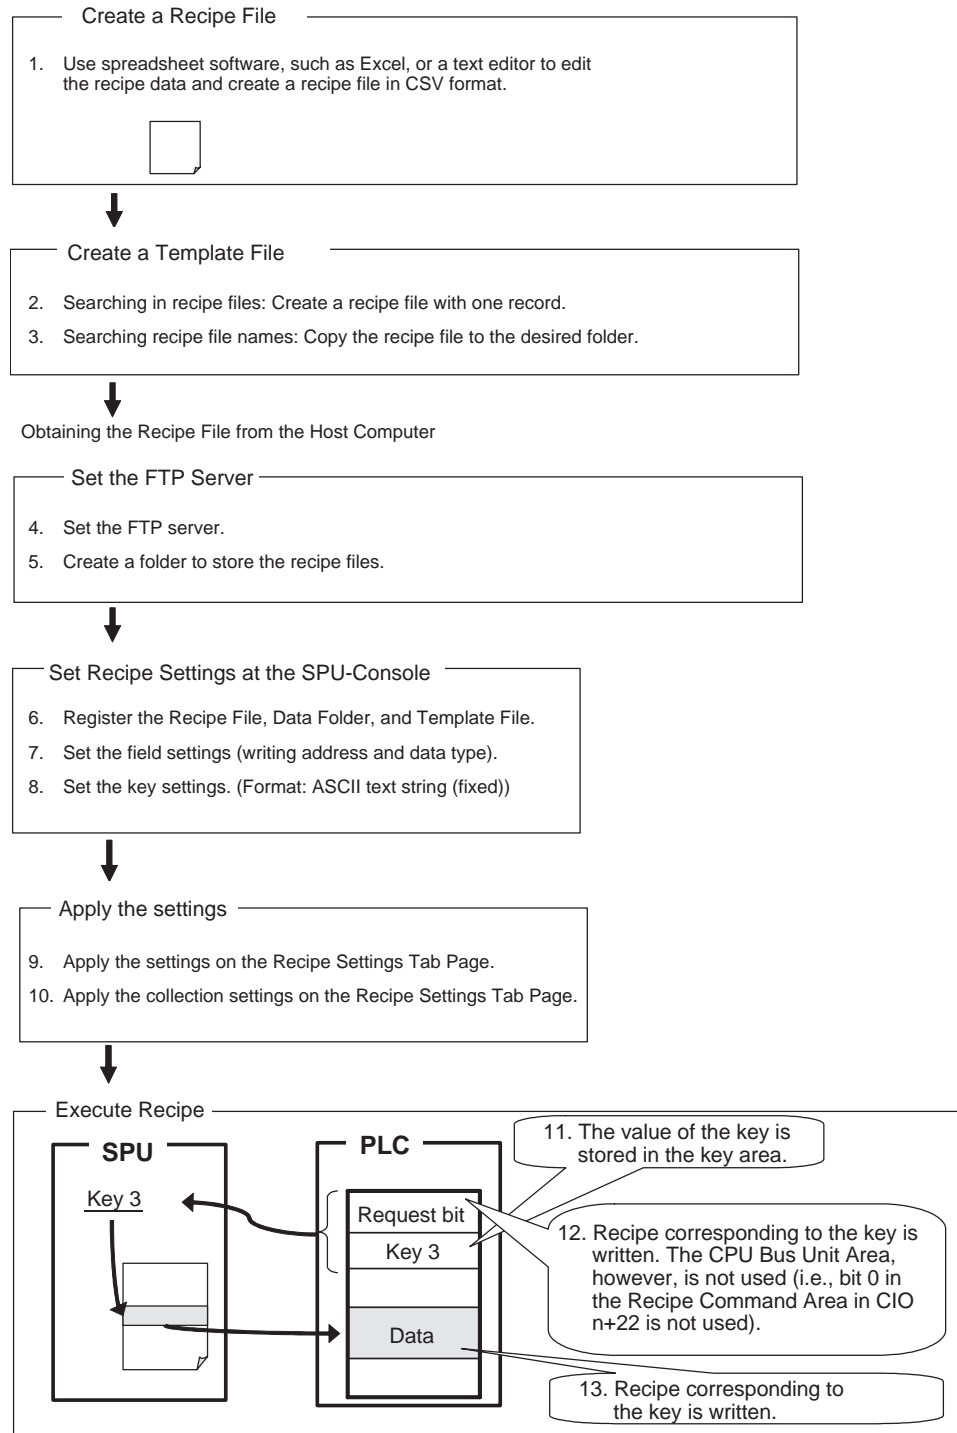 Create a Recipe File
1. Use spreadsheet software, such as Excel, or a text editor to edit
the recipe data and create a recipe file in CSV format.
Create a Template File
2. Searching in recipe files: Create a recipe file with one record.
3. Searching recipe file names: Copy the recipe file to the desired folder.
Obtaining the Recipe File from the Host Computer
Set the FTP Server
4. Set the FTP server.
5. Create a folder to store the recipe files.
Set Recipe Settings at the SPU-Console
6. Register the Recipe File, Data Folder, and Template File.
7. Set the field settings (writing address and data type).
8. Set the key settings. (Format: ASCII text string (fixed))
Apply the settings
9. Apply the settings on the Recipe Settings Tab Page.
10. Apply the collection settings on the Recipe Settings Tab Page.
Execute Recipe
SPU
Key 3
PLC
Request bit
Key 3
Data
11. The value of the key is
stored in the key area.
12. Recipe corresponding to the key is
written. The CPU Bus Unit Area,
however, is not used (i.e., bit 0 in
the Recipe Command Area in CIO
n+22 is not used).
13. Recipe corresponding to
the key is written.